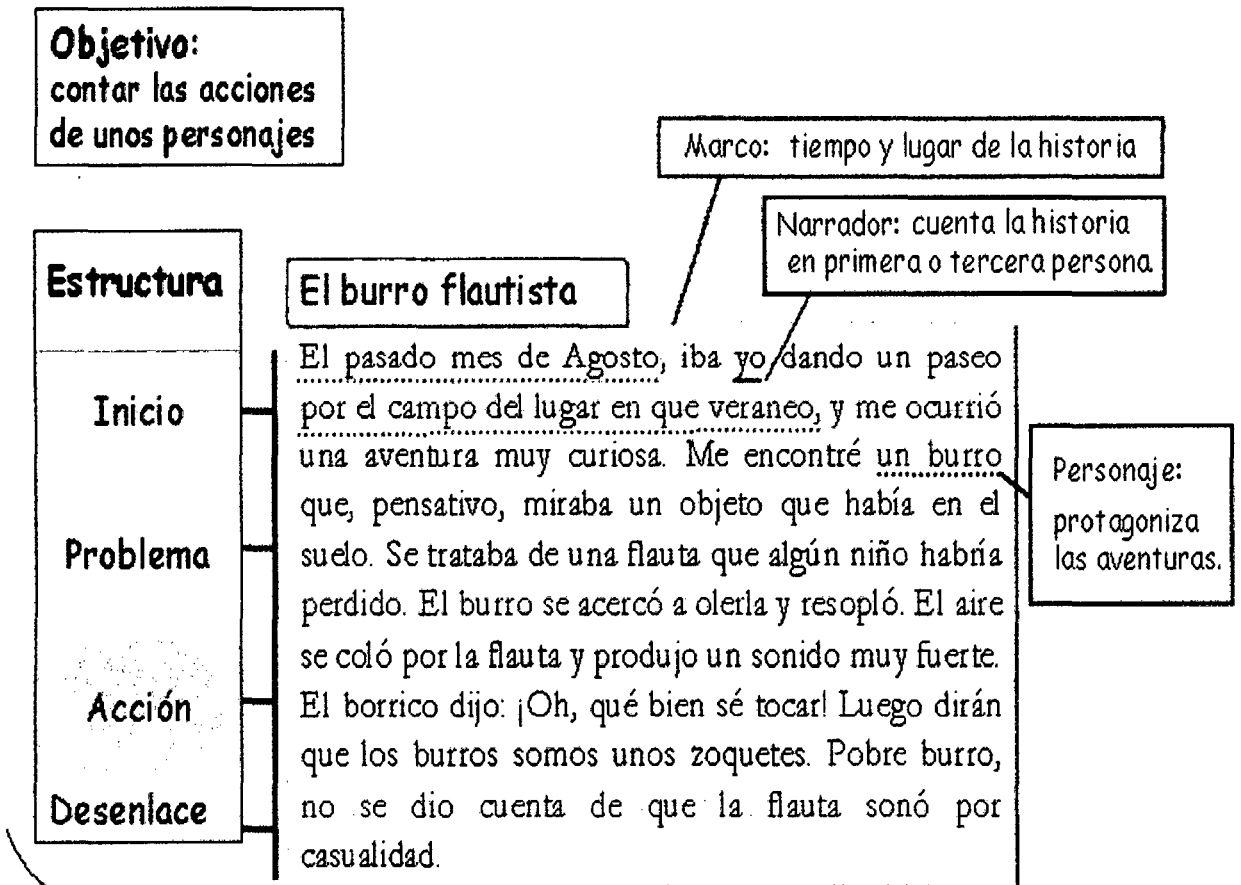 Objetivo:
contar las acciones
de unos personajes
Marco: tiempo y lugar de la historia
Narrador: cuenta la historia
en primera o tercera persona
Estructura
Inicio
Problema
Acción
Desenlace
El burro flautista
El pasado mes de Agosto, iba yo dando un paseo
por el campo del lugar en que veraneo, y me ocurrió
una aventura muy curiosa. Me encontré un burro
que, pensativo, miraba un objeto que había en el
suelo. Se trataba de una flauta que algún niño habría
perdido. El burro se acercó a olerla y resopló. El aire
se coló por la flauta y produjo un sonido muy fuerte.
El borrico dijo: ¡Oh, qué bien sé tocar! Luego dirán
que los burros somos unos zoquetes. Pobre burro,
no se dio cuenta de que la flauta sonó por
casualidad.
Personaje:
protagoniza
las aventuras.